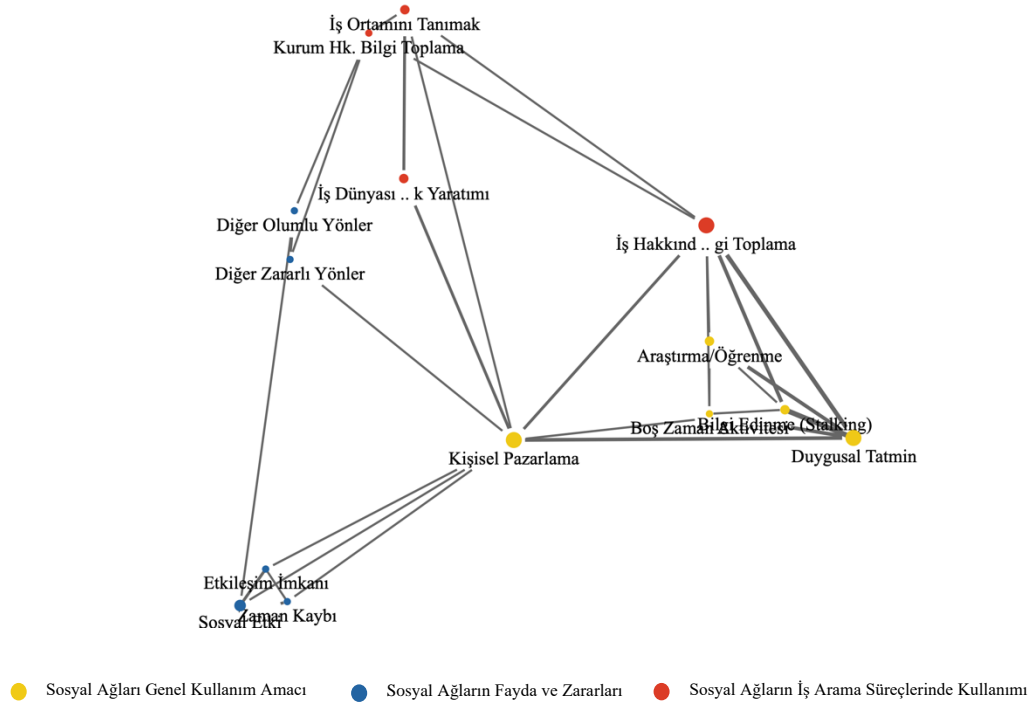 İş Ortamını Tanımak
Kurum Hk. Bilgi Toplama
İş Dünyası .. k Yaratımı
Diğer Olumlu Yönler
İş Hakkınd .. gi Toplama
Diğer Zararlı Yönler
Araştırma/Öğrenme
Bilgi Edinme (Stalking)
Boş Zaman Aktivitesi
Kişisel Pazarlama
Duygusal Tatmin
Etkileşim İmkanı
Zaman Kaybı
Sosyal Etki
Sosyal Ağları Genel Kullanım Amacı
Sosyal Ağların Fayda ve Zararları
Sosyal Ağların İş Arama Süreçlerinde Kullanımı